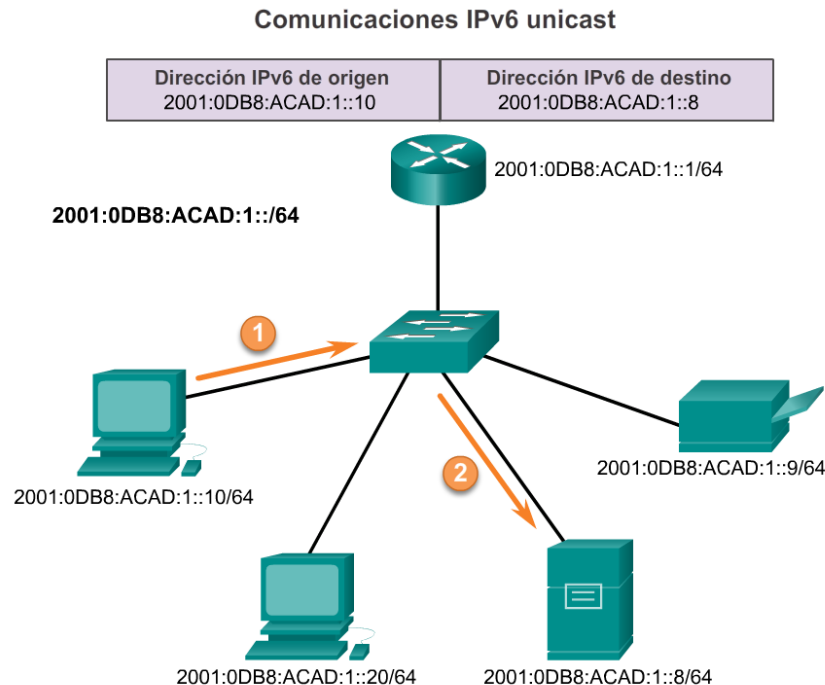 Comunicaciones IPv6 unicast
Dirección IPv6 de origen
2001:0DB8:ACAD:1::10
Dirección IPv6 de destino
2001:0DB8:ACAD:1::8
2001:0DB8:ACAD:1::1/64
2001:0DB8:ACAD:1::/64
1
2
2001:0DB8:ACAD:1::9/64
2001:0DB8:ACAD:1::10/64
2001:0DB8:ACAD:1::20/64
2001:0DB8:ACAD:1::8/64